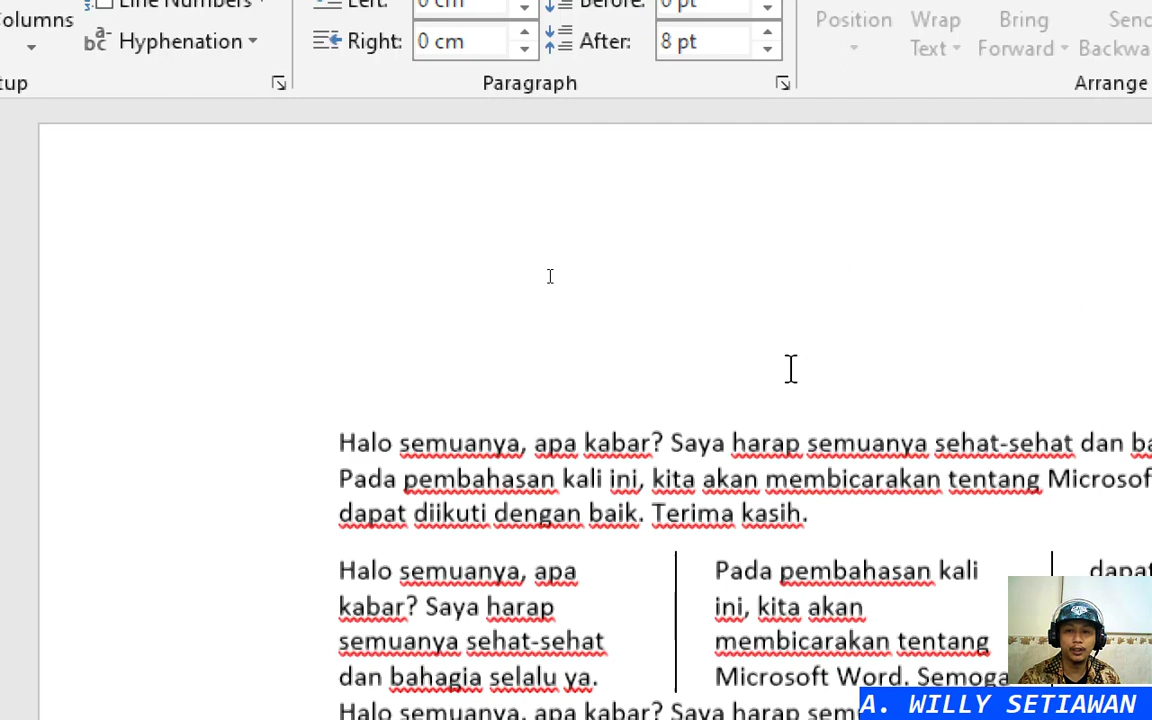 Columns Line Numbers Left: 0 cm Before: 0 pt Position Wrap Bring Send
Hyphenation Right: 0 cm After: 8 pt Text Forward
Paragraph Arrange
Halo semuanya, apa kabar? Saya harap semuanya sehat-sehat dan
Pada pembahasan kali ini, kita akan membicarakan tentang Microsof
dapat diikuti dengan baik. Terima kasih.
Halo semuanya, apa
kabar? Saya harap
semuanya sehat-sehat
dan bahagia selalu ya.
Pada pembahasan kali
ini, kita akan
membicarakan tentang
Microsoft Word. Semoga
dapat
Halo semuanya, apa kabar? Saya harap sem
A. WILLY SETIAWAN